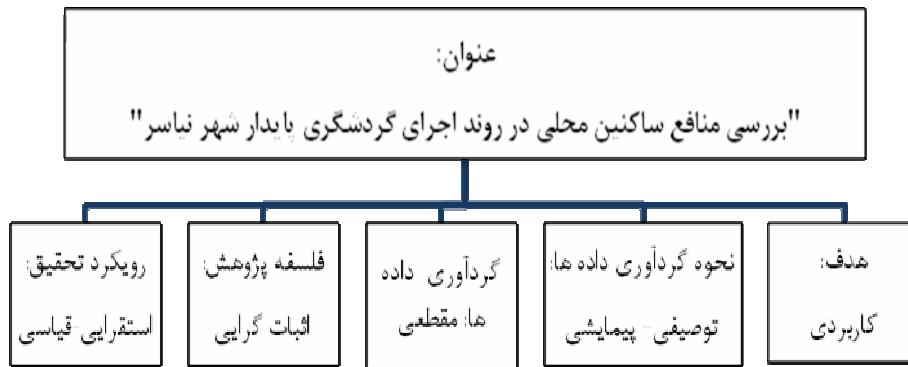 عنوان:
"بررسی منافع ساکنین محلی در روند اجرای گردشگری پایدار شهر نیاسر"
هدف:
کاربردی
نحوه گردآوری داده ها:
توصیفی- پیمایشی
گردآوری داده
ها: مقطعی
فلسفه پژوهش:
اثبات گرایی
رویکرد تحقیق:
استقرایی-قیاسی